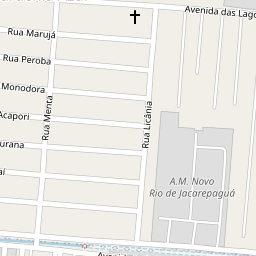 Avenida das Lago
Rua Marujá
Rua Peroba
Monodora
Acapori
urana
Rua Menta
Rua Licânia
A.M. Novo
Rio de Jacarepaguá